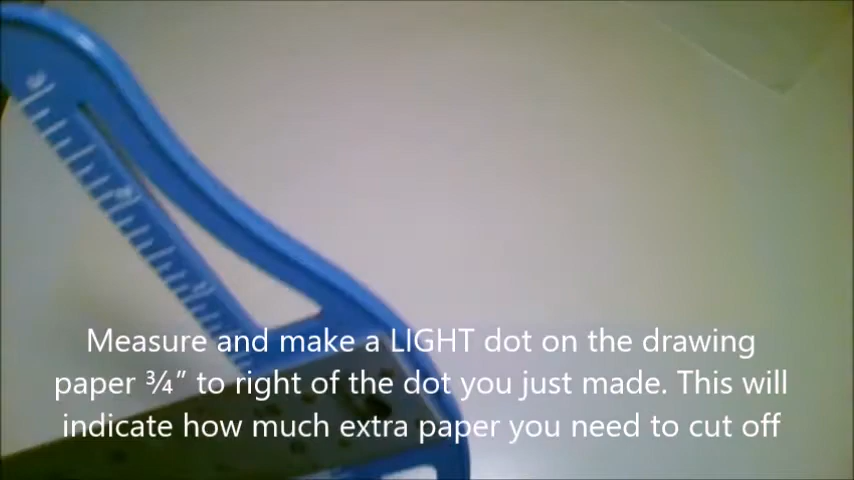 Measure and make a LIGHT dot on the drawing
paper ¾” to right of the dot you just made. This will
indicate how much extra paper you need to cut off